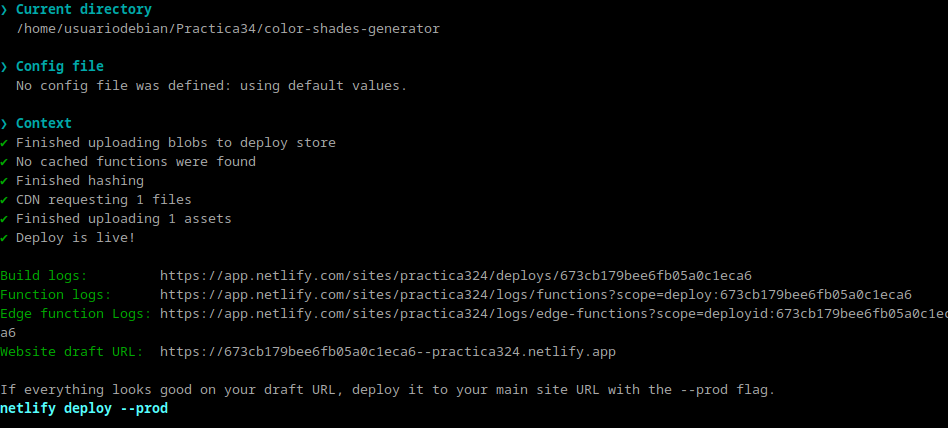 ❯ Current directory
/home/usuariodebian/Practica34/color-shades-generator
❯ Config file
No config file was defined: using default values.
❯ Context
✔ Finished uploading blobs to deploy store
✔ No cached functions were found
✔ Finished hashing
✔ CDN requesting 1 files
✔ Finished uploading 1 assets
✔ Deploy is live!
Build logs: https://app.netlify.com/sites/practica324/deploys/673cb179bee6fb05a0c1eca6
Function logs: https://app.netlify.com/sites/practica324/logs/functions?scope=deploy:673cb179bee6fb05a0c1eca6
Edge function Logs: https://app.netlify.com/sites/practica324/logs/edge-functions?scope=deployid:673cb179bee6fb05a0c1ec
a6
Website draft URL: https://673cb179bee6fb05a0c1eca6--practica324.netlify.app
If everything looks good on your draft URL, deploy it to your main site URL with the --prod flag.
netlify deploy --prod